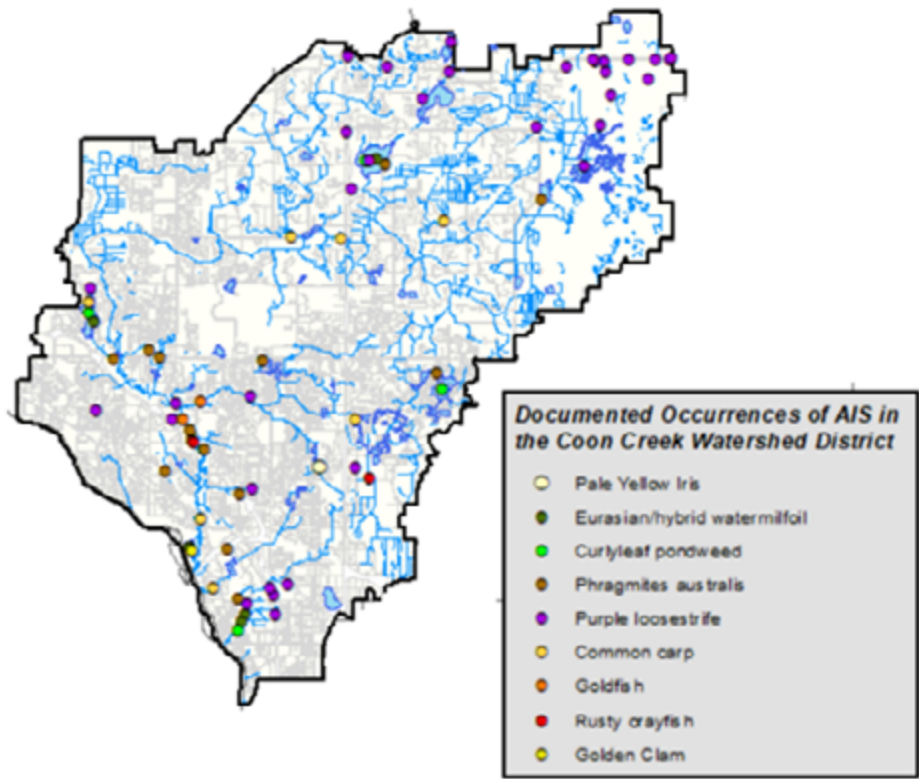 Documented Occurrences of AIS in
the Coon Creek Watershed District
Pale Yellow Iris
Eurasian/hybrid watermilfoil
Curlyleaf pondweed
Phragmites australis
Purple loosestrife
Common carp
Goldfish
Rusty crayfish
Golden Clam